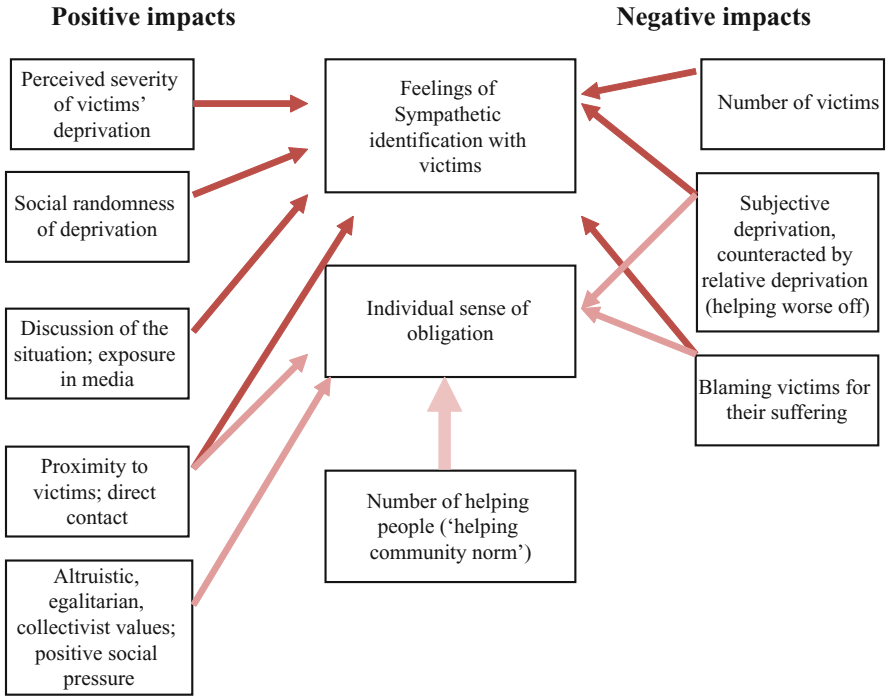 Positive impacts
Negative impacts
Perceived severity
of victims'
deprivation
Social randomness
of deprivation
Discussion of the
situation; exposure
in media
Proximity to
victims; direct
contact
Altruistic,
egalitarian,
collectivist values;
positive social
pressure
Feelings of
Sympathetic
identification with
victims
Individual sense of
obligation
Number of helping
people (‘helping
community norm’)
Number of victims
Subjective
deprivation,
counteracted by
relative deprivation
(helping worse off)
Blaming victims for
their suffering